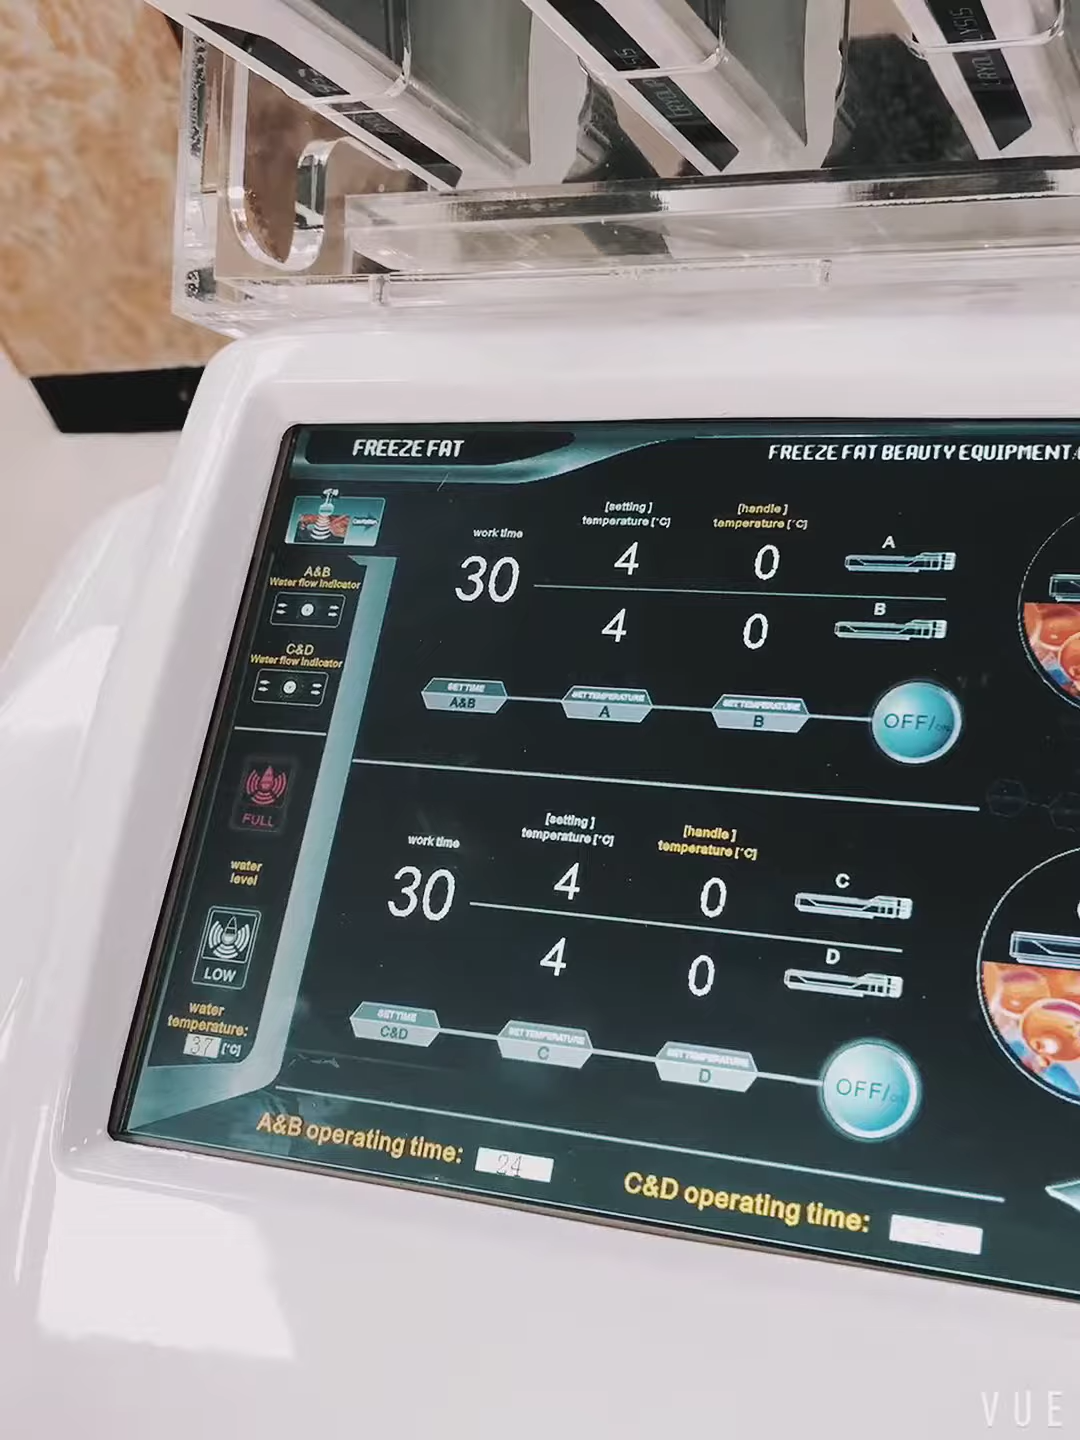 FREEZE FAT
FREEZE FAT BEAUTY EQUIPMENT
Cavitation
work time
[setting]
temperature [°C]
[handle]
temperature [°C]
30
4
0
A
4
0
B
A&B
Water flow indicator
C&D
Water flow indicator
SET TIME
A&B
SET TEMPERATURE
A
SET TEMPERATURE
B
OFF/ON
FULL
water
level
LOW
water
temperature:
37 [°C]
work time
[setting]
temperature [°C]
[handle]
temperature [°C]
30
4
0
C
4
0
D
SET TIME
C&D
SET TEMPERATURE
C
SET TEMPERATURE
D
OFF/ON
A&B operating time: 24
C&D operating time:
VUE